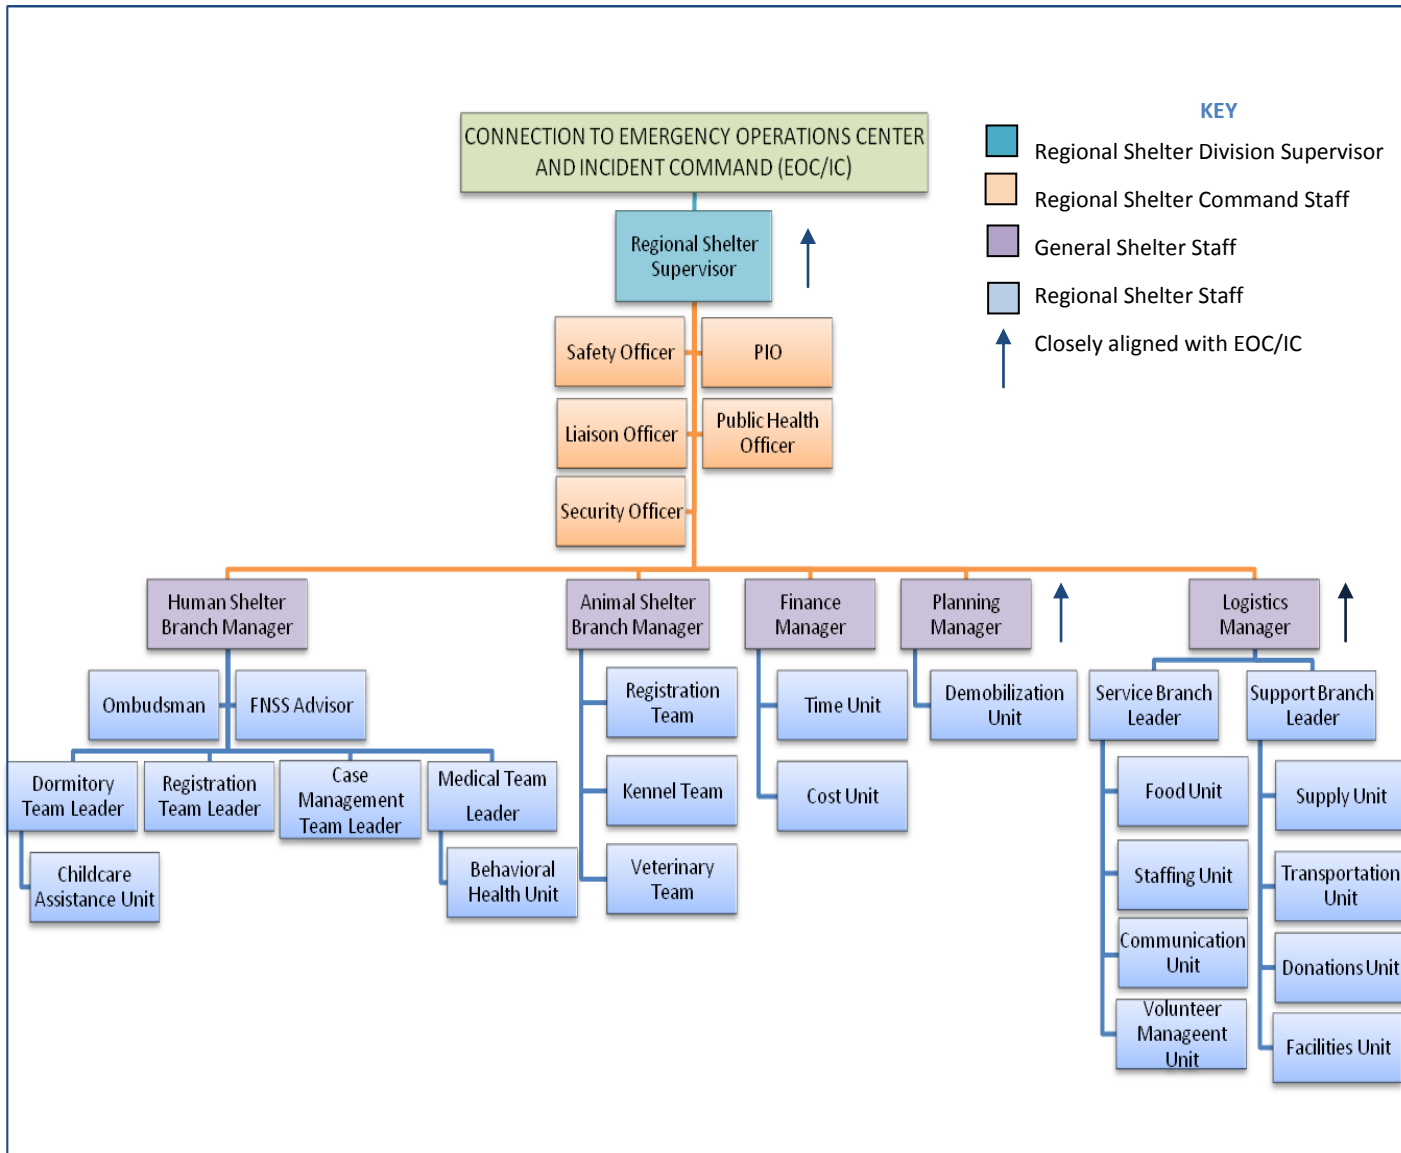 CONNECTION TO EMERGENCY OPERATIONS CENTER
AND INCIDENT COMMAND (EOC/IC)
KEY
Regional Shelter Division Supervisor
Regional Shelter Command Staff
General Shelter Staff
Regional Shelter Staff
Closely aligned with EOC/IC
Regional Shelter
Supervisor
Safety Officer
PIO
Liaison Officer
Public Health
Officer
Security Officer
Human Shelter
Branch Manager
Animal Shelter
Branch Manager
Finance
Manager
Planning
Manager
Logistics
Manager
Ombudsman
FNSS Advisor
Dormitory
Team Leader
Registration
Team Leader
Case
Management
Team Leader
Medical Team
Leader
Childcare
Assistance Unit
Behavioral
Health Unit
Registration
Team
Kennel Team
Veterinary
Team
Time Unit
Cost Unit
Demobilization
Unit
Service Branch
Leader
Support Branch
Leader
Food Unit
Staffing Unit
Communication
Unit
Volunteer
Manageent
Unit
Supply Unit
Transportation
Unit
Donations Unit
Facilities Unit